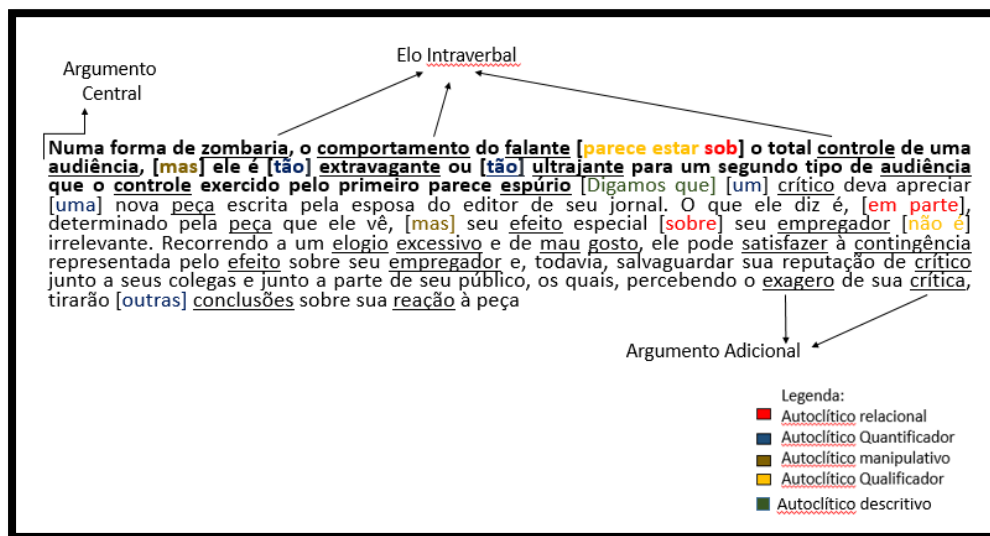 Elo Intraverbal
Argumento
Central
Numa forma de zombaria, o comportamento do falante [parece estar sob] o total controle de uma
audiência, [mas] ele é [tão] extravagante ou [tão] ultrajante para um segundo tipo de audiência
que o controle exercido pelo primeiro parece espúrio [Digamos que] [um] crítico deva apreciar
[uma] nova peça escrita pela esposa do editor de seu jornal. O que ele diz é, [em parte],
determinado pela peça que ele vê, [mas] seu efeito especial [sobre] seu empregador [não é]
irrelevante. Recorrendo a um elogio excessivo e de mau gosto, ele pode satisfazer à contingência
representada pelo efeito sobre seu empregador e, todavia, salvaguardar sua reputação de crítico
junto a seus colegas e junto a parte de seu público, os quais, percebendo o exagero de sua crítica,
tirarão [outras] conclusões sobre sua reação à peça
Argumento Adicional
Legenda:
Autoclítico relacional
Autoclítico Quantificador
Autoclítico manipulativo
Autoclítico Qualificador
Autoclítico descritivo